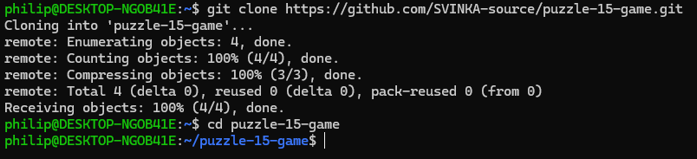 philip@DESKTOP-NGOB41E:~$ git clone https://github.com/SVINKA-source/puzzle-15-game.git
Cloning into 'puzzle-15-game'...
remote: Enumerating objects: 4, done.
remote: Counting objects: 100% (4/4), done.
remote: Compressing objects: 100% (3/3), done.
remote: Total 4 (delta 0), reused 0 (delta 0), pack-reused 0 (from 0)
Receiving objects: 100% (4/4), done.
philip@DESKTOP-NGOB41E:~$ cd puzzle-15-game
philip@DESKTOP-NGOB41E:~/puzzle-15-game$